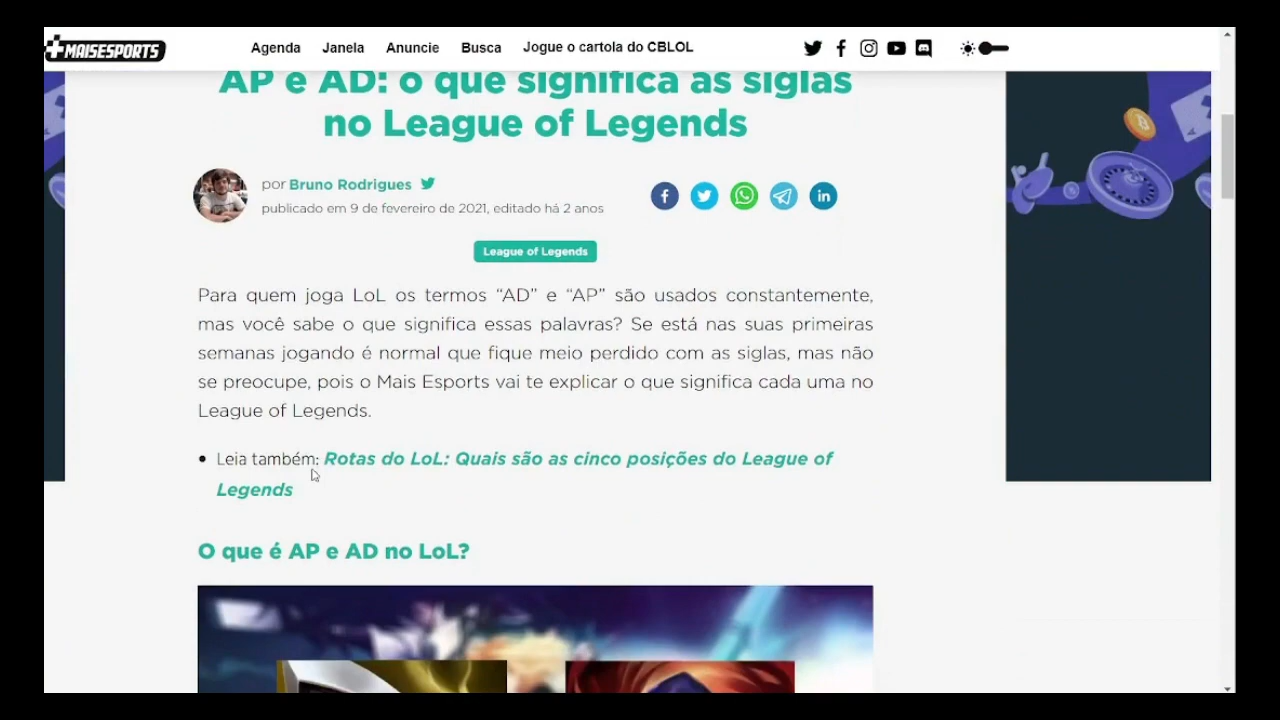 MAISESPORTS
Agenda Janela Anuncie Busca Jogue o cartola do CBLOL
AP e AD: o que significa as siglas
no League of Legends
por Bruno Rodrigues
publicado em 9 de fevereiro de 2021, editado há 2 anos
League of Legends
Para quem joga LoL os termos “AD” e “AP” são usados constantemente,
mas você sabe o que significa essas palavras? Se está nas suas primeiras
semanas jogando é normal que fique meio perdido com as siglas, mas não
se preocupe, pois o Mais Esports vai te explicar o que significa cada uma no
League of Legends.
Leia também: Rotas do LoL: Quais são as cinco posições do League of
Legends
O que é AP e AD no LoL?